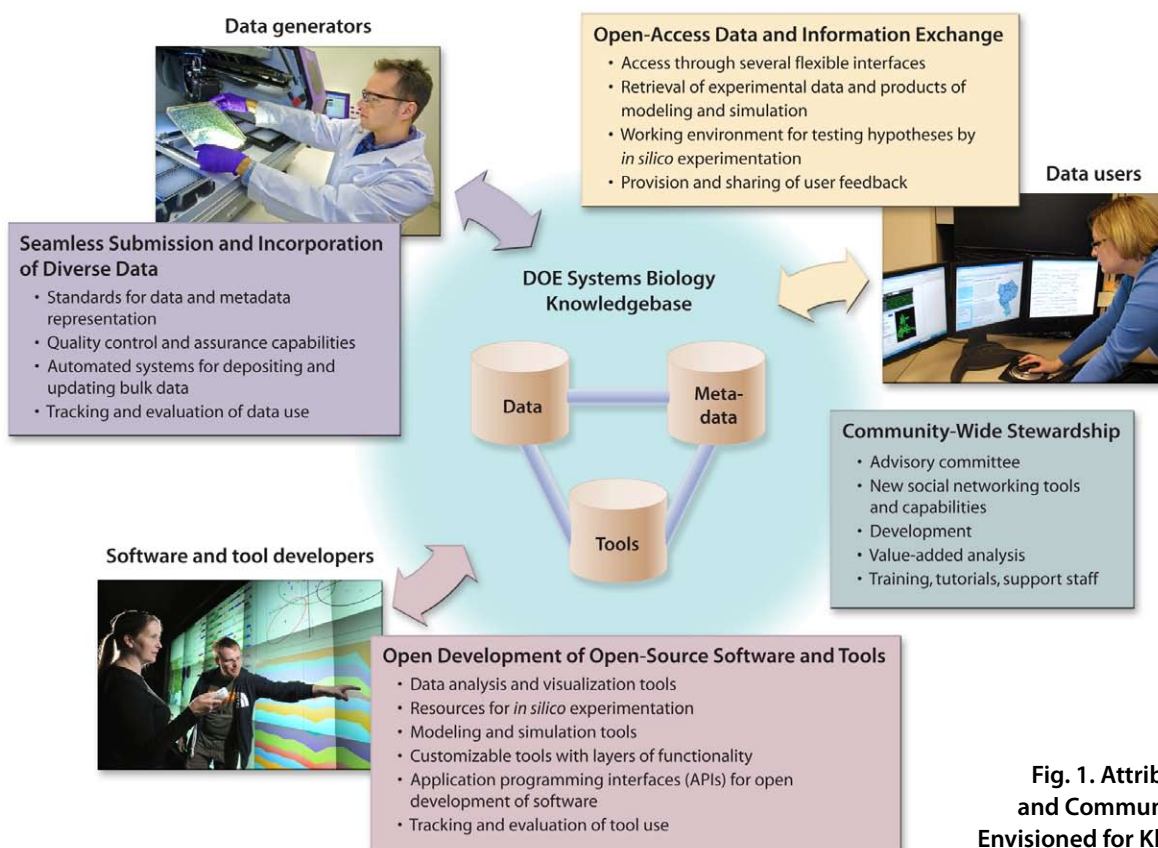 Data generators
Open-Access Data and Information Exchange
• Access through several flexible interfaces
• Retrieval of experimental data and products of
modeling and simulation
• Working environment for testing hypotheses by
in silico experimentation
• Provision and sharing of user feedback
Data users
Seamless Submission and Incorporation
of Diverse Data
• Standards for data and metadata
representation
• Quality control and assurance capabilities
• Automated systems for depositing and
updating bulk data
• Tracking and evaluation of data use
DOE Systems Biology
Knowledgebase
Data
Meta-
data
Tools
Community-Wide Stewardship
• Advisory committee
• New social networking tools
and capabilities
• Development
• Value-added analysis
• Training, tutorials, support staff
Software and tool developers
Open Development of Open-Source Software and Tools
• Data analysis and visualization tools
• Resources for in silico experimentation
• Modeling and simulation tools
• Customizable tools with layers of functionality
• Application programming interfaces (APIs) for open
development of software
• Tracking and evaluation of tool use
Fig. 1. Attrib
and Commun
Envisioned for K